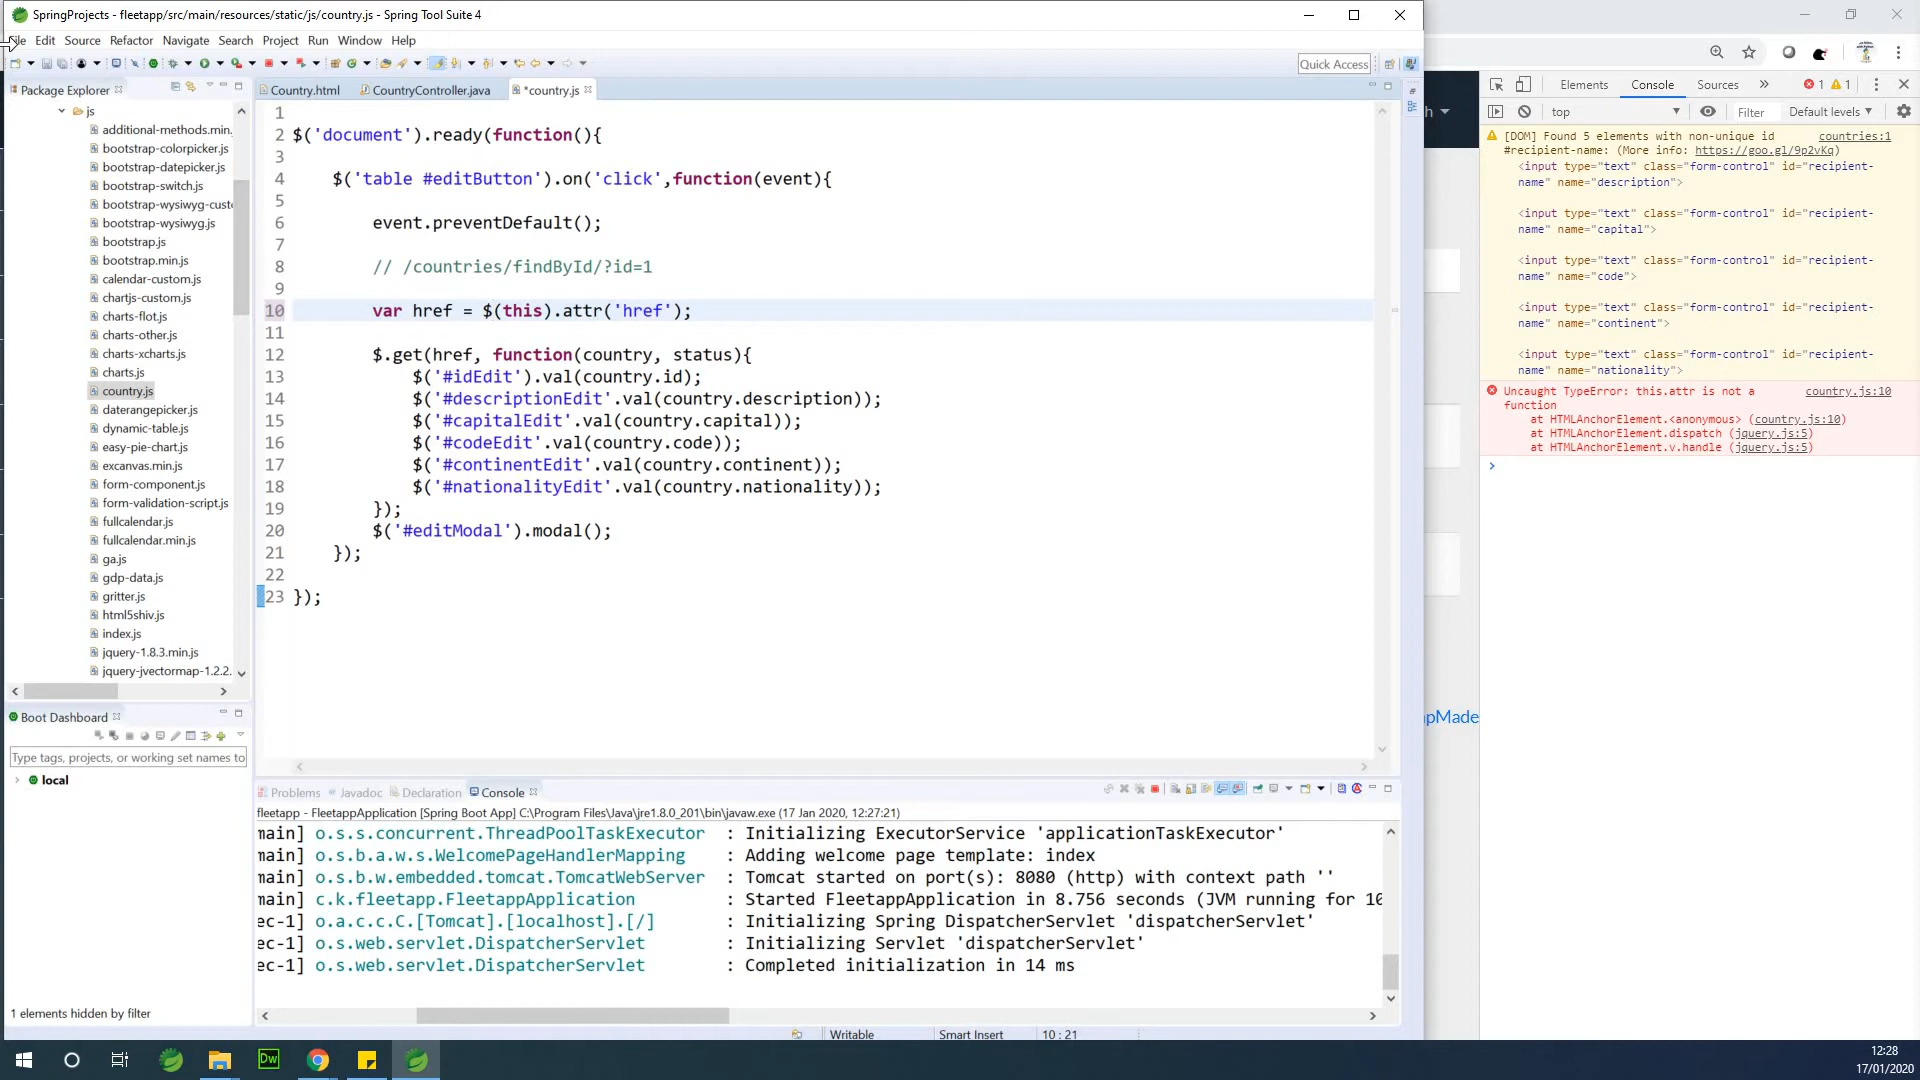 SpringProjects - fleetapp/src/main/resources/static/js/country.js - Spring Tool Suite 4
File Edit Source Refactor Navigate Search Project Run Window Help
Quick Access
Package Explorer
js
additional-methods.min.
bootstrap-colorpicker.js
bootstrap-datepicker.js
bootstrap-switch.js
bootstrap-wysiwyg-custo
bootstrap-wysiwyg.js
bootstrap.js
bootstrap.min.js
calendar-custom.js
chartjs-custom.js
charts-flot.js
charts-other.js
charts-xcharts.js
charts.js
country.js
daterangepicker.js
dynamic-table.js
easy-pie-chart.js
excanvas.min.js
form-component.js
form-validation-script.js
fullcalendar.js
fullcalendar.min.js
ga.js
gdp-data.js
gritter.js
html5shiv.js
index.js
jquery-1.8.3.min.js
jquery-jvectormap-1.2.2.
Boot Dashboard
Type tags, projects, or working set names to
local
1 elements hidden by filter
Country.html CountryController.java *country.js
1
2 $('document').ready(function(){
3
4 $('table #editButton').on('click',function(event){
5
6 event.preventDefault();
7
8 // /countries/findById/?id=1
9
10 var href = $(this).attr('href');
11
12 $.get(href, function(country, status){
13 $('#idEdit').val(country.id);
14 $('#descriptionEdit'.val(country.description));
15 $('#capitalEdit'.val(country.capital));
16 $('#codeEdit'.val(country.code));
17 $('#continentEdit'.val(country.continent));
18 $('#nationalityEdit'.val(country.nationality));
19 });
20 $('#editModal').modal();
21 });
22
23 });
Problems Javadoc Declaration Console
fleetapp - FleetappApplication [Spring Boot App] C:\Program Files\Java\jre1.8.0_201\bin\javaw.exe (17 Jan 2020, 12:27:21)
main] o.s.s.concurrent.ThreadPoolTaskExecutor : Initializing ExecutorService 'applicationTaskExecutor'
main] o.s.b.a.w.s.WelcomePageHandlerMapping : Adding welcome page template: index
main] o.s.b.w.embedded.tomcat.TomcatWebServer : Tomcat started on port(s): 8080 (http) with context path ''
main] c.k.fleetapp.FleetappApplication : Started FleetappApplication in 8.756 seconds (JVM running for 10
ec-1] o.a.c.c.C.[Tomcat].[localhost].[/] : Initializing Spring DispatcherServlet 'dispatcherServlet'
ec-1] o.s.web.servlet.DispatcherServlet : Initializing Servlet 'dispatcherServlet'
ec-1] o.s.web.servlet.DispatcherServlet : Completed initialization in 14 ms
Writable Smart Insert 10 : 21
h
pMade
Elements Console Sources » 1 1
top Filter Default levels
[DOM] Found 5 elements with non-unique id countries:1
#recipient-name: (More info: https://goo.gl/9p2vKq)
<input type="text" class="form-control" id="recipient-
name" name="description">
<input type="text" class="form-control" id="recipient-
name" name="capital">
<input type="text" class="form-control" id="recipient-
name" name="code">
<input type="text" class="form-control" id="recipient-
name" name="continent">
<input type="text" class="form-control" id="recipient-
name" name="nationality">
Uncaught TypeError: this.attr is not a country.js:10
function
at HTMLAnchorElement.<anonymous> (country.js:10)
at HTMLAnchorElement.dispatch (jquery.js:5)
at HTMLAnchorElement.v.handle (jquery.js:5)
Dw
12:28
17/01/2020